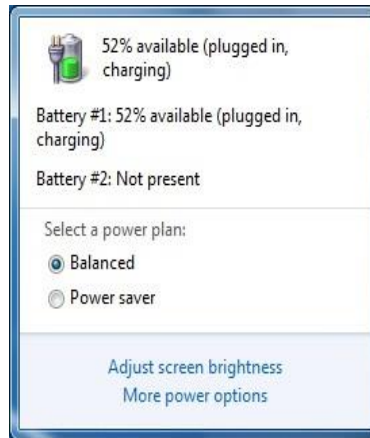 52% available (plugged in,
charging)
Battery #1: 52% available (plugged in,
charging)
Battery #2: Not present
Select a power plan:
Balanced
Power saver
Adjust screen brightness
More power options